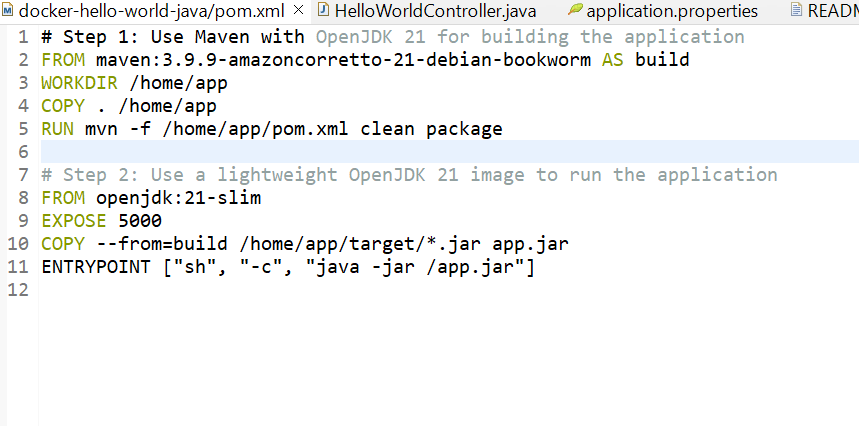 docker-hello-world-java/pom.xml HelloWorldController.java application.properties READM
1 # Step 1: Use Maven with OpenJDK 21 for building the application
2 FROM maven:3.9.9-amazoncorretto-21-debian-bookworm AS build
3 WORKDIR /home/app
4 COPY . /home/app
5 RUN mvn -f /home/app/pom.xml clean package
6
7 # Step 2: Use a lightweight OpenJDK 21 image to run the application
8 FROM openjdk:21-slim
9 EXPOSE 5000
10 COPY --from=build /home/app/target/*.jar app.jar
11 ENTRYPOINT ["sh", "-c", "java -jar /app.jar"]
12